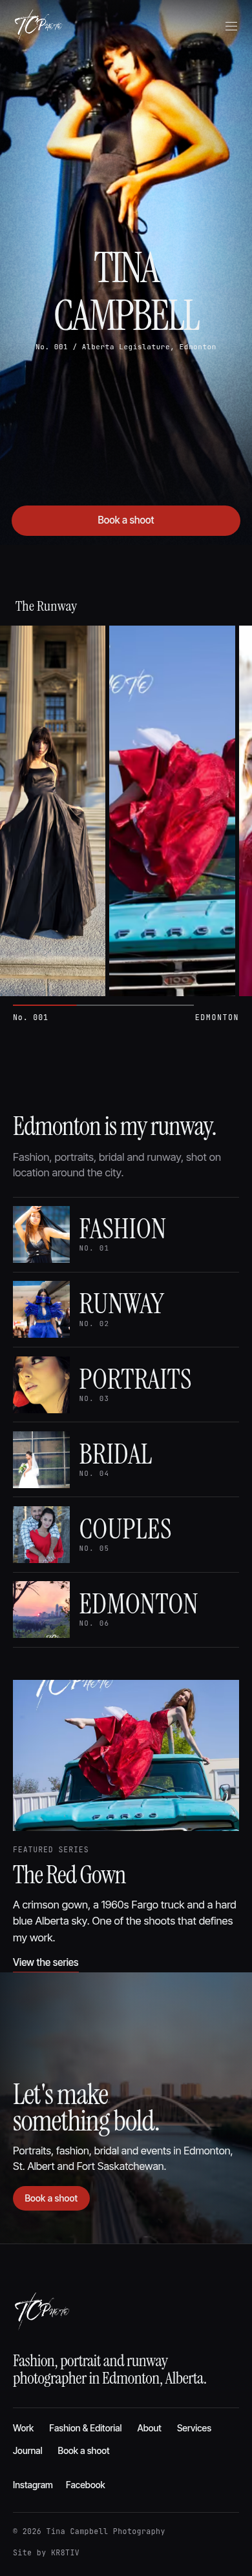 TCPHOTO
TINA
CAMPBELL
No. 001 / Alberta Legislature, Edmonton
Book a shoot
The Runway
No. 001
EDMONTON
Edmonton is my runway.
Fashion, portraits, bridal and runway, shot on
location around the city.
FASHION
NO. 01
RUNWAY
NO. 02
PORTRAITS
NO. 03
BRIDAL
NO. 04
COUPLES
NO. 05
EDMONTON
NO. 06
FEATURED SERIES
The Red Gown
A crimson gown, a 1960s Fargo truck and a hard
blue Alberta sky. One of the shoots that defines
my work.
View the series
Let's make
something bold.
Portraits, fashion, bridal and events in Edmonton,
St. Albert and Fort Saskatchewan.
Book a shoot
TCPHOTO
Fashion, portrait and runway
photographer in Edmonton, Alberta.
Work Fashion & Editorial About Services
Journal Book a shoot
Instagram Facebook
© 2026 Tina Campbell Photography
Site by KR8TIV